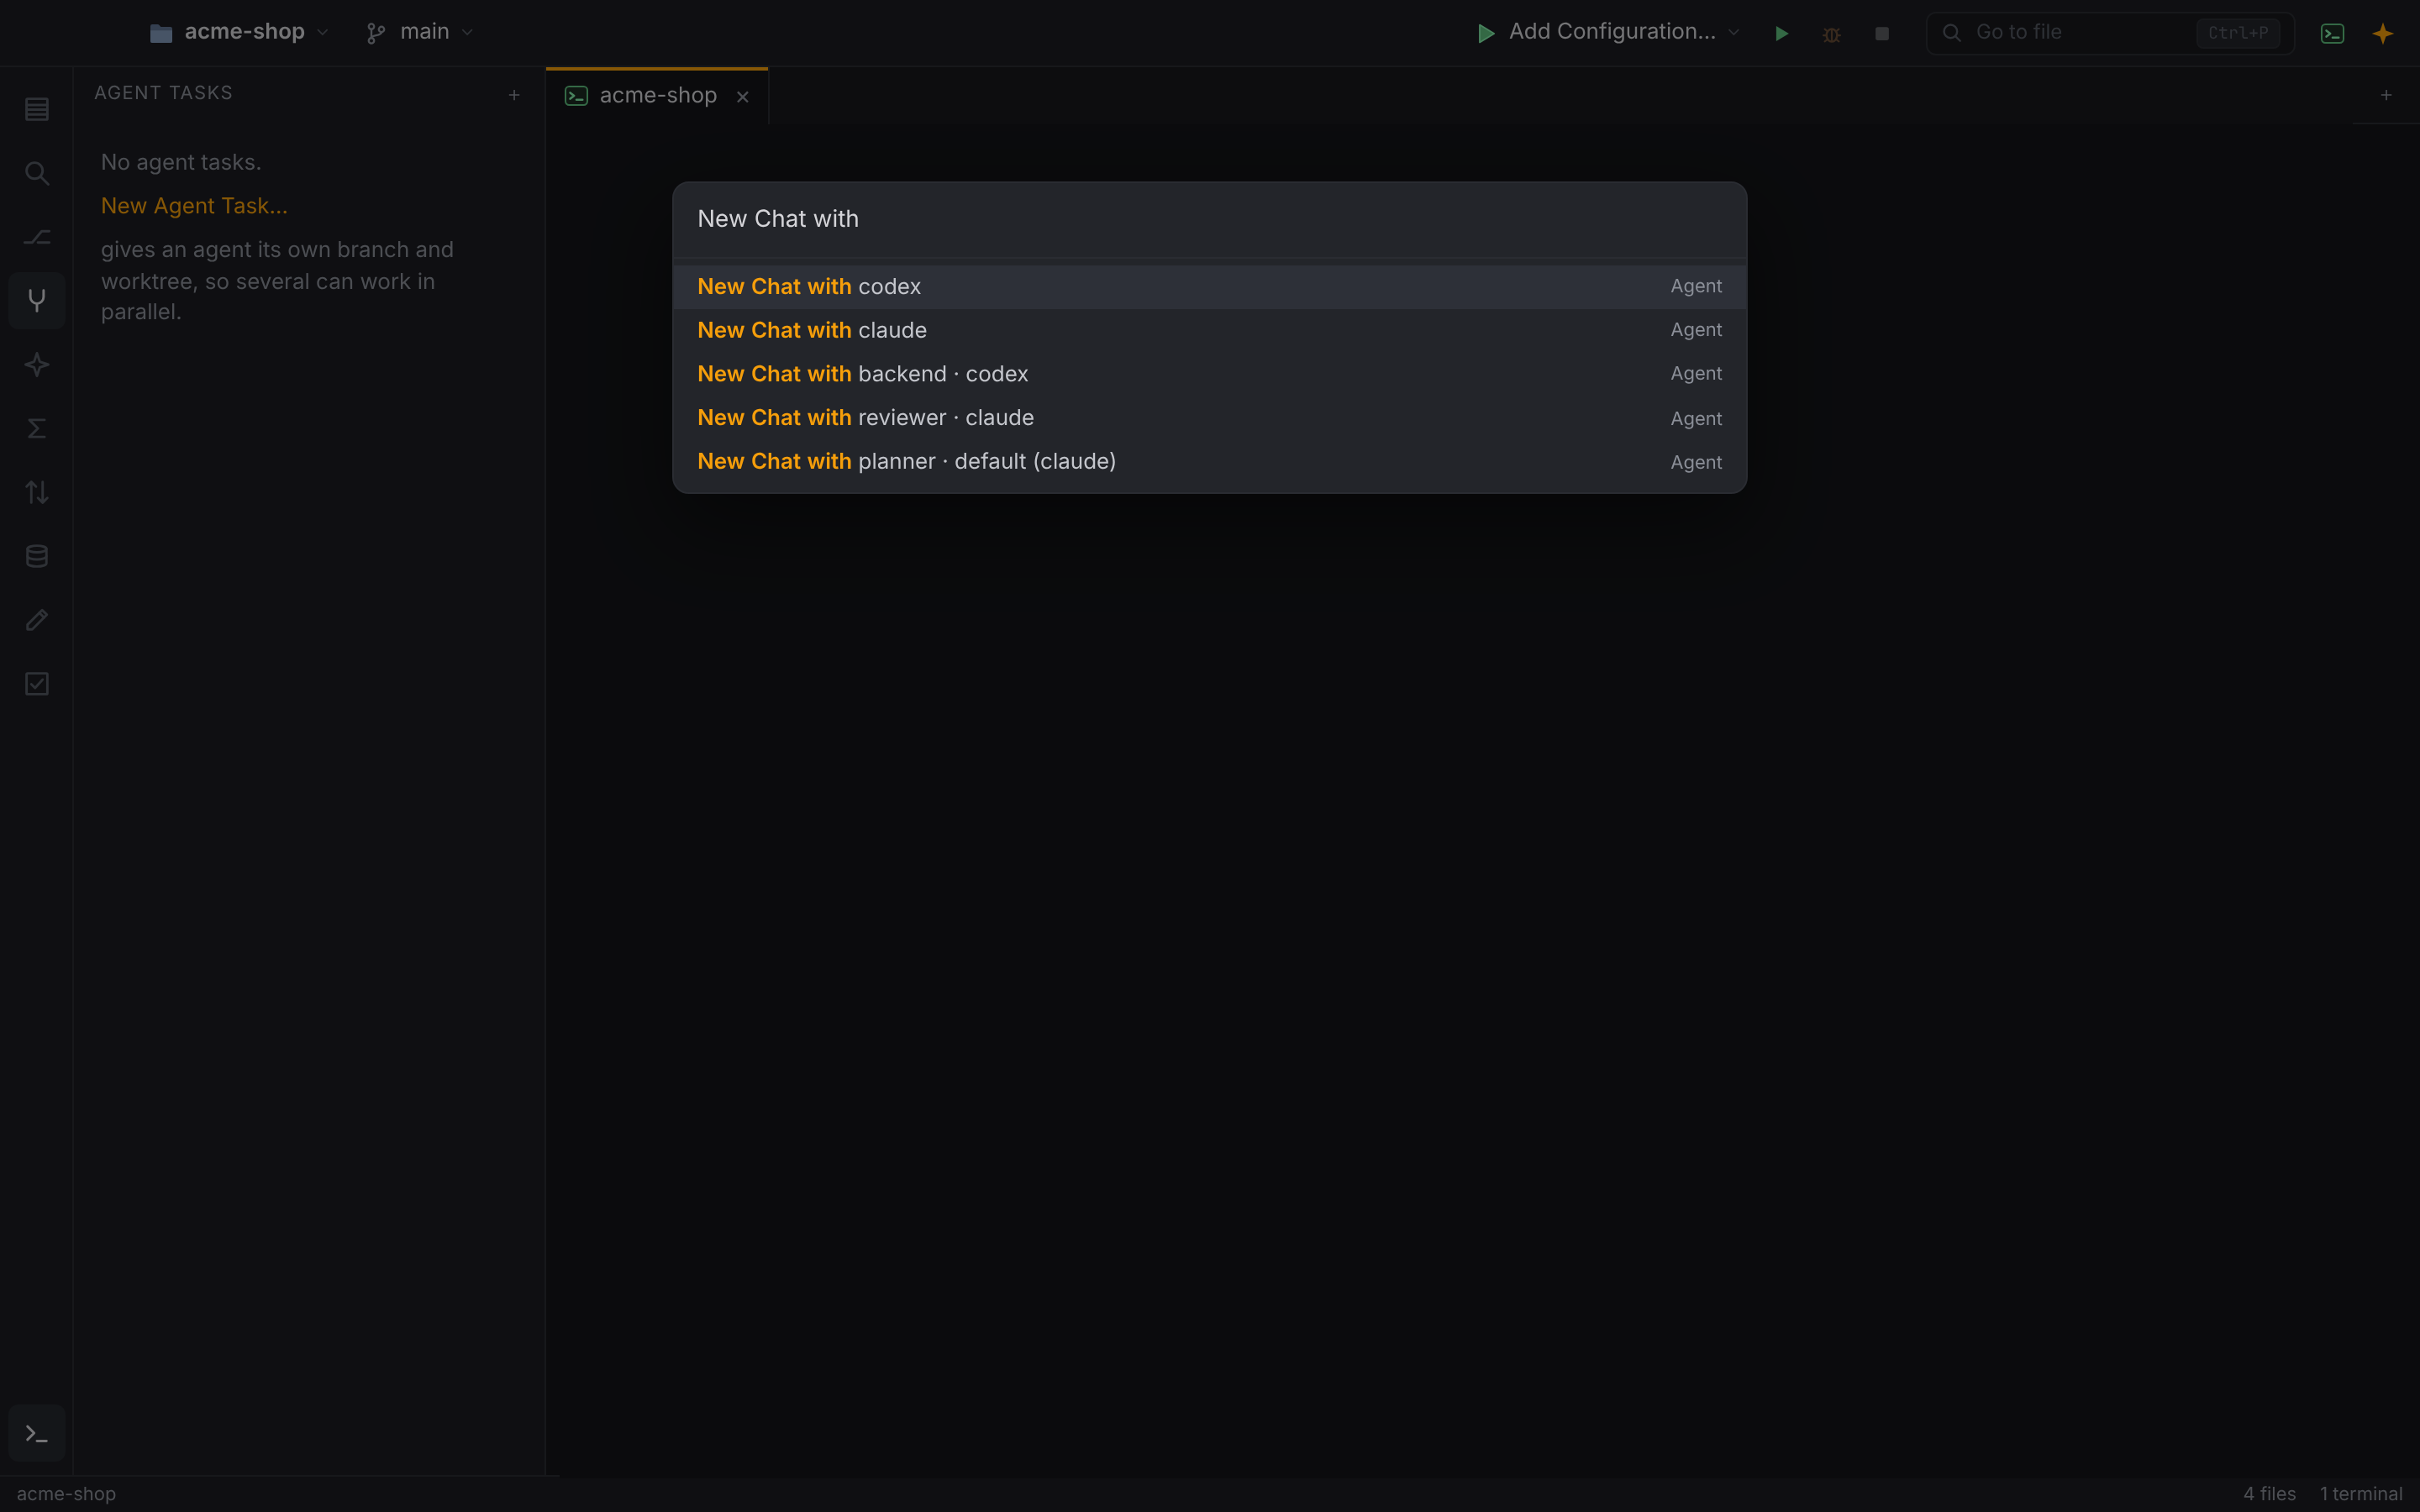 acme-shop
main
Add Configuration...
Go to file
Ctrl+P
AGENT TASKS
+
acme-shop ×
+
No agent tasks.
New Agent Task...
gives an agent its own branch and
worktree, so several can work in
parallel.
New Chat with
New Chat with codex Agent
New Chat with claude Agent
New Chat with backend · codex Agent
New Chat with reviewer · claude Agent
New Chat with planner · default (claude) Agent
acme-shop
4 files 1 terminal